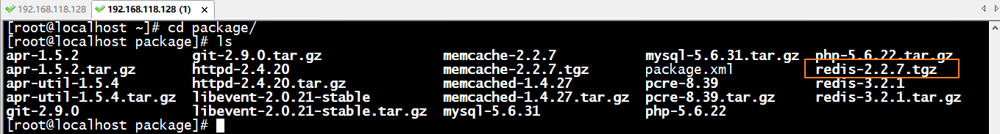 192.168.118.128 192.168.118.128 (1) ×
[root@localhost ~]# cd package/
[root@localhost package]# ls
apr-1.5.2 git-2.9.0.tar.gz memcache-2.2.7 mysql-5.6.31.tar.gz php-5.6.22.tar.gz
apr-1.5.2.tar.gz httpd-2.4.20 memcache-2.2.7.tgz package.xml redis-2.2.7.tgz
apr-util-1.5.4 httpd-2.4.20.tar.gz memcached-1.4.27 pcre-8.39 redis-3.2.1
apr-util-1.5.4.tar.gz libevent-2.0.21-stable memcached-1.4.27.tar.gz pcre-8.39.tar.gz redis-3.2.1.tar.gz
git-2.9.0 libevent-2.0.21-stable.tar.gz mysql-5.6.31 php-5.6.22
[root@localhost package]#